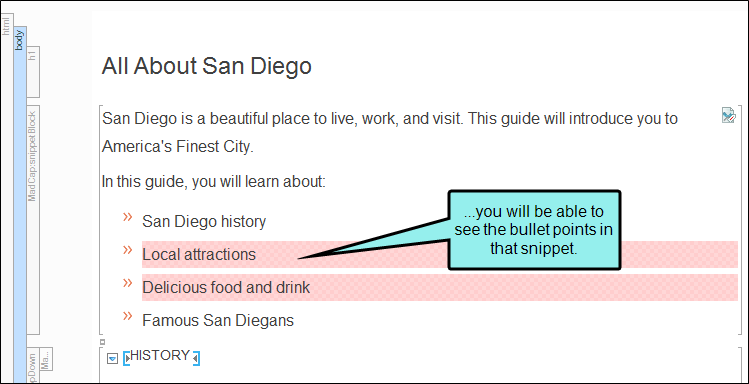 html
body
h1
MadCap:snippetBlock
All About San Diego
San Diego is a beautiful place to live, work, and visit. This guide will introduce you to
America's Finest City.
In this guide, you will learn about:
» San Diego history
» Local attractions
» Delicious food and drink
» Famous San Diegans
...you will be able to
see the bullet points in
that snippet.
opDown
Ma...
HISTORY